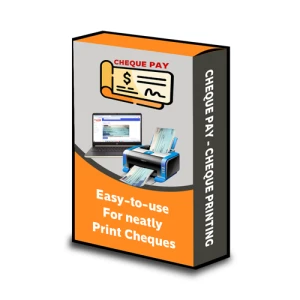 CHEQUE PAY
$
Easy-to-use
For neatly
Print Cheques
CHEQUE PAY - CHEQUE PRINTING